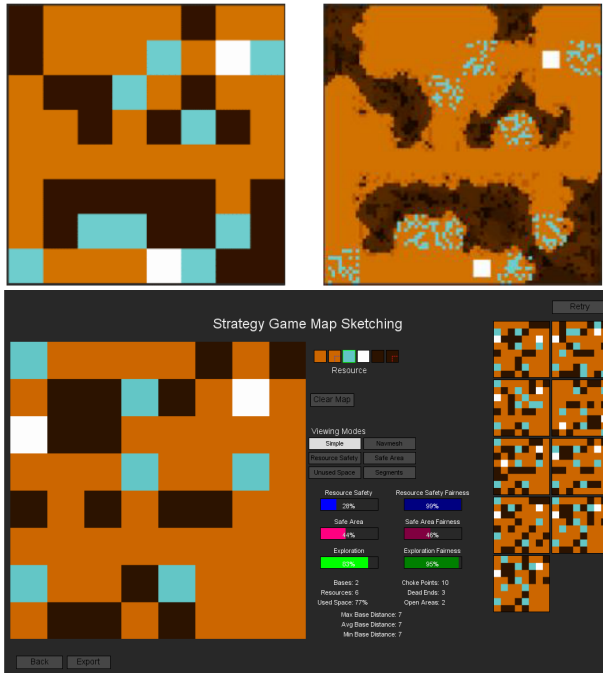 Retry
Strategy Game Map Sketching
Resource
Clear Map
Viewing Modes
Simple Navmesh
Resource Safety Safe Area
Unused Space Segments
Resource Safety Resource Safety Fairness
28% 99%
Safe Area Safe Area Fairness
44% 46%
Exploration Exploration Fairness
83% 95%
Bases: 2 Choke Points: 10
Resources: 6 Dead Ends: 3
Used Space: 77% Open Areas: 2
Max Base Distance: 7
Avg Base Distance: 7
Min Base Distance: 7
Back Export